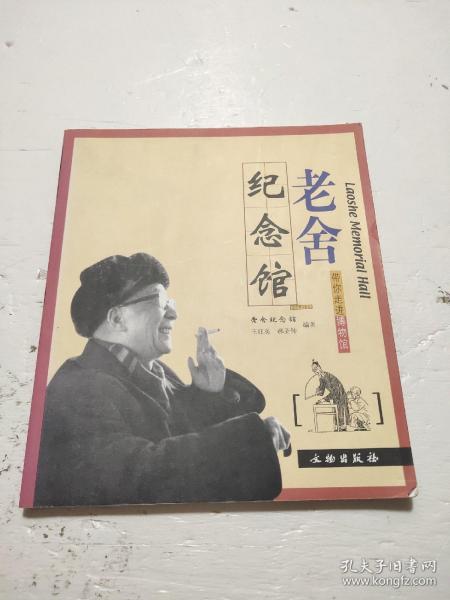 老舍
纪念馆
Laoshe Memorial Hall
带你走进博物馆
老舍纪念馆
编著
文物出版社
孔夫子旧书网
www.kongfz.com